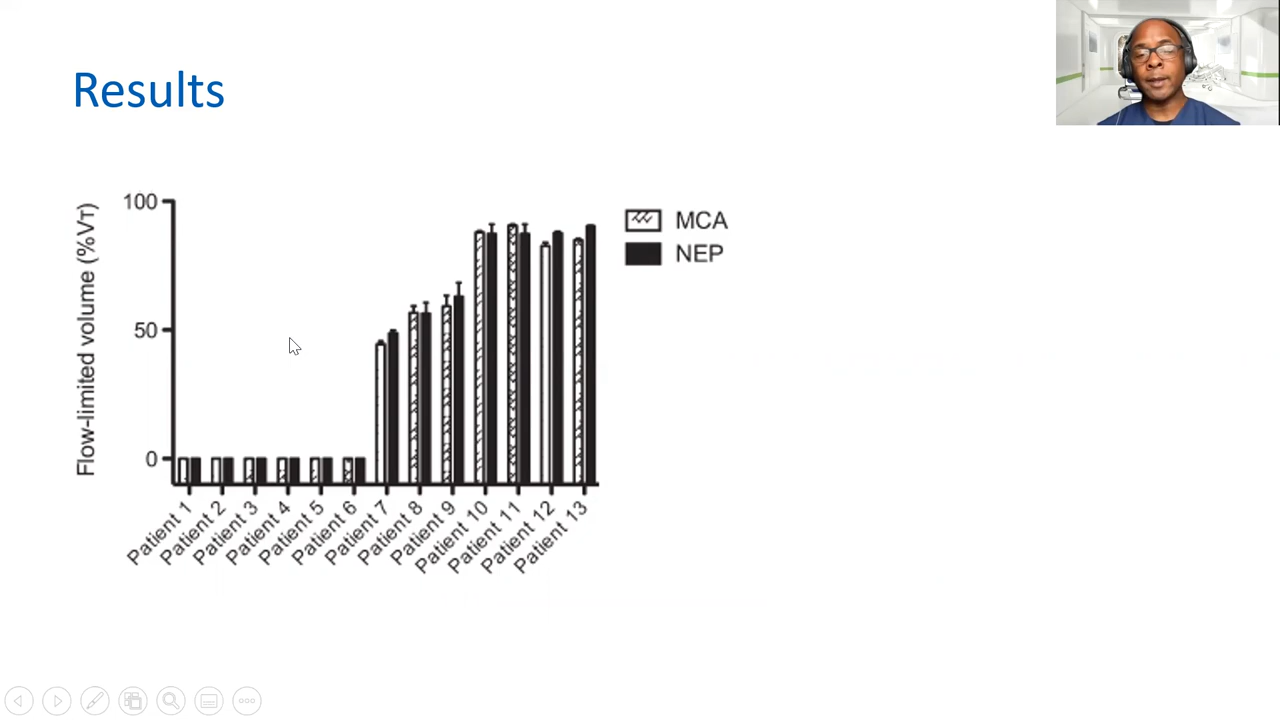 Results
Flow-limited volume (%VT)
100
50
0
MCA
NEP
Patient 1
Patient 2
Patient 3
Patient 4
Patient 5
Patient 6
Patient 7
Patient 8
Patient 9
Patient 10
Patient 11
Patient 12
Patient 13